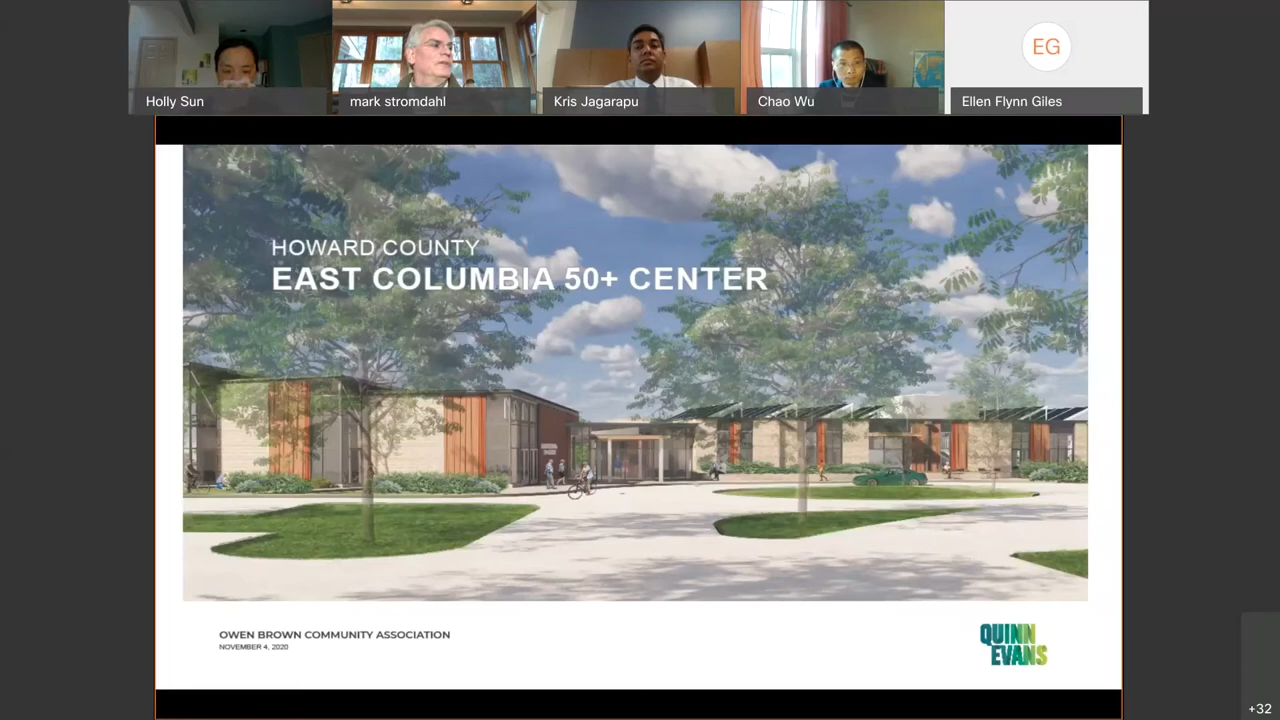 Holly Sun
mark stromdahl
Kris Jagarapu
Chao Wu
EG
Ellen Flynn Giles
HOWARD COUNTY
EAST COLUMBIA 50+ CENTER
OWEN BROWN COMMUNITY ASSOCIATION
NOVEMBER 4, 2020
QUINN
EVANS
+32